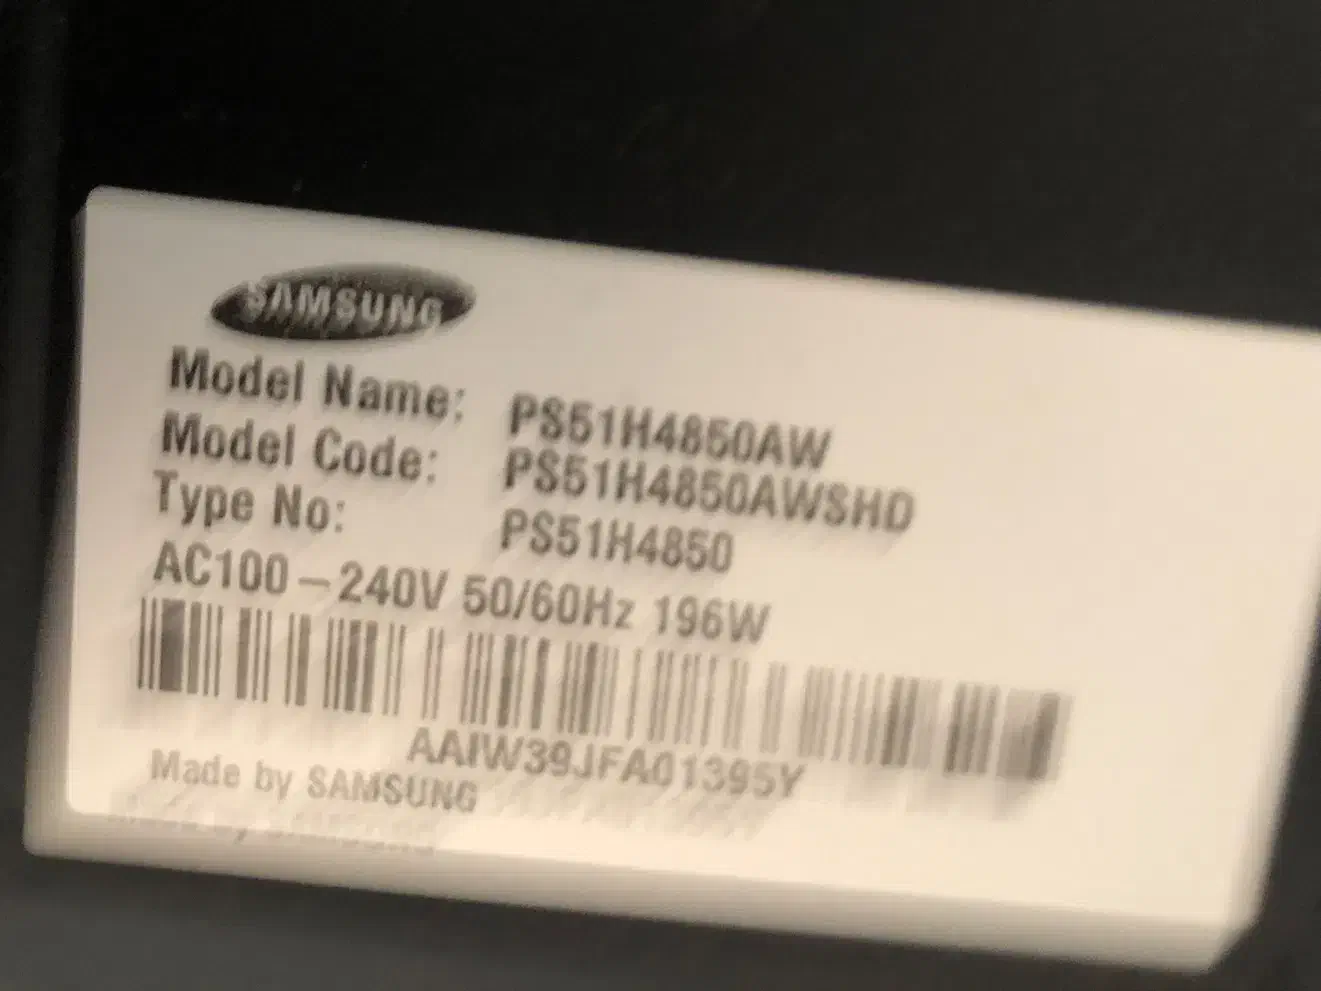 SAMSUNG
Model Name: PS51H4850AW
Model Code: PS51H4850AWSHD
Type No: PS51H4850
AC100-240V 50/60Hz 196W
AAIW39JFA01395Y
Made by SAMSUNG